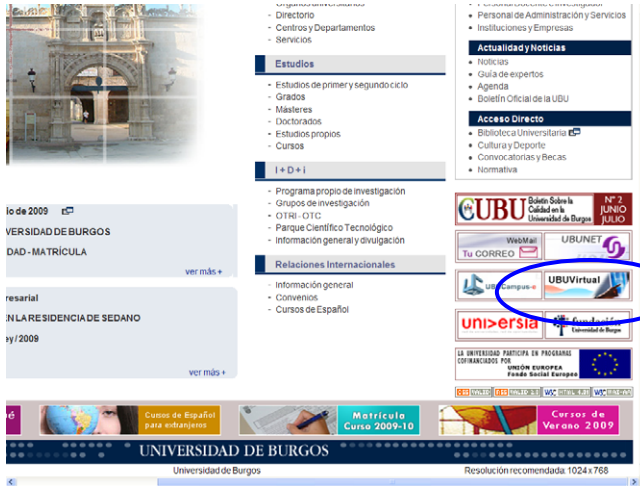 Directorio
Centros y Departamentos
Servicios
Estudios
Estudios de primer y segundo ciclo
Grados
Másteres
Doctorados
Estudios propios
Cursos
I+D+i
Programa propio de investigación
Grupos de investigación
OTRI-OTC
Parque Científico Tecnológico
Información general y divulgación
Relaciones Internacionales
Información general
Convenios
Cursos de Español
Personal de Administración y Servicios
Instituciones y Empresas
Actualidad y Noticias
Noticias
Guía de expertos
Agenda
Boletín Oficial de la UBU
Acceso Directo
Biblioteca Universitaria
Cultura y Deporte
Convocatorias y Becas
Normativa
lo de 2009
VERSIDAD DE BURGOS
DAD - MATRÍCULA
ver más +
resarial
EN LA RESIDENCIA DE SEDANO
ey / 2009
ver más +
CUBU Boletín Sobre la
Calidad en la
Universidad de Burgos
Nº 2
JUNIO
JULIO
WebMail
Tu CORREO
UBUNET
UBUCampus-e
UBUVirtual
universia
fundación
Universidad de Burgos
LA UNIVERSIDAD PARTICIPA EN PROGRAMAS
COFINANCIADOS POR
UNIÓN EUROPEA
Fondo Social Europeo
Cursos de Español
para extranjeros
Matrícula
Curso 2009-10
Cursos de
Verano 2009
UNIVERSIDAD DE BURGOS
Universidad de Burgos
Resolución recomendada: 1024 x 768